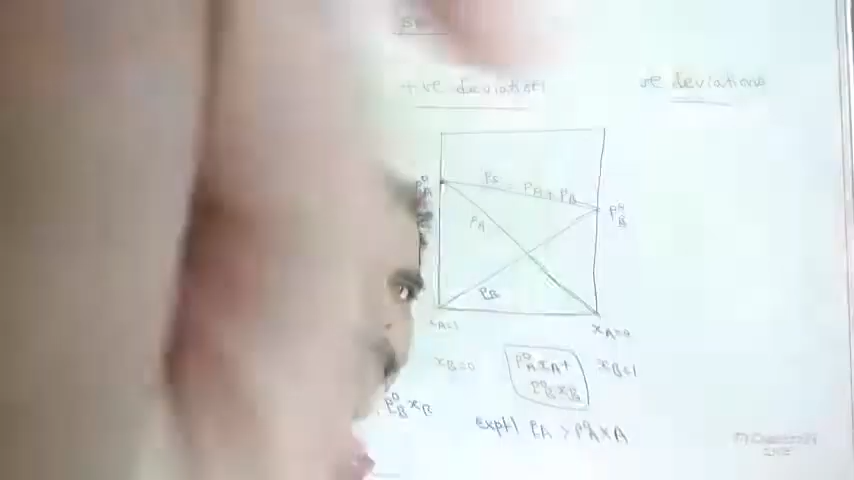 +ve deviation
ve deviations
P°A
Ps = PA + PB
P°B
PA
PB
xA=1
xA=0
xB=0
P°A xA +
xB=1
P°B xB
P°B xB
exptl PA > P°A XA